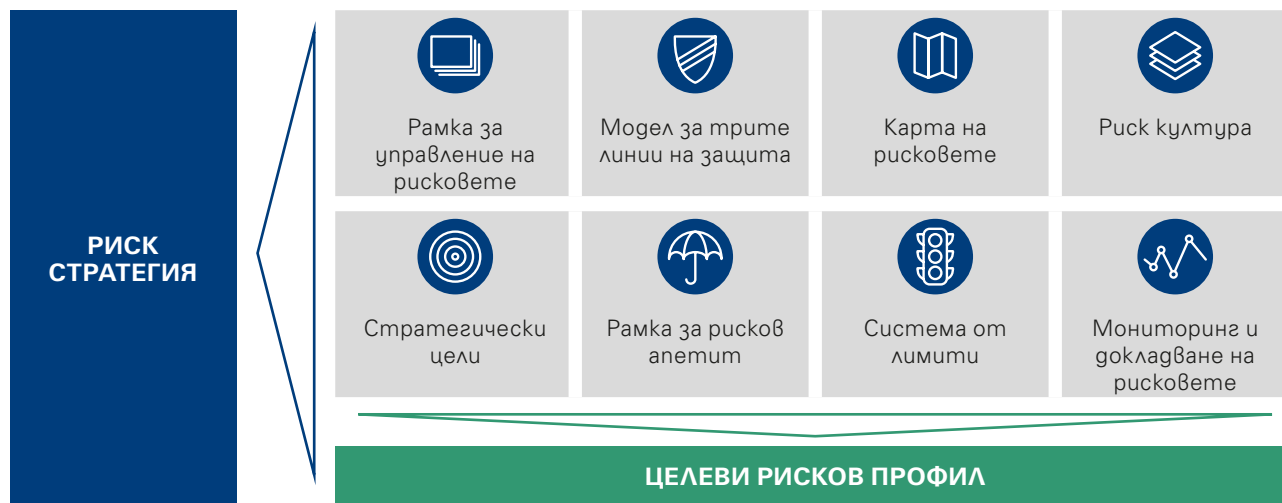 РИСК
СТРАТЕГИЯ
Рамка за
управление на
рисковете
Модел за трите
линии на защита
Карта на
рисковете
Риск култура
Стратегически
цели
Рамка за рисков
апетит
Система от
лимити
Мониторинг и
докладване на
рисковете
ЦЕЛЕВИ РИСКОВ ПРОФИЛ